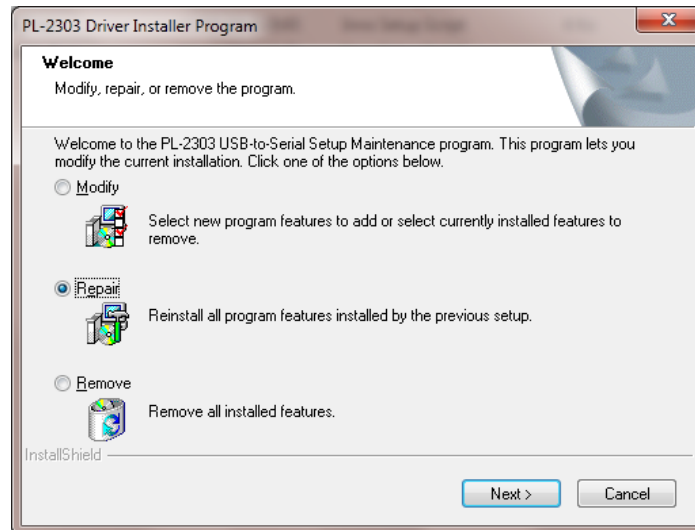 PL-2303 Driver Installer Program
Welcome
Modify, repair, or remove the program.
Welcome to the PL-2303 USB-to-Serial Setup Maintenance program. This program lets you
modify the current installation. Click one of the options below.
Modify
Select new program features to add or select currently installed features to
remove.
Repair
Reinstall all program features installed by the previous setup.
Remove
Remove all installed features.
InstallShield
Next >
Cancel